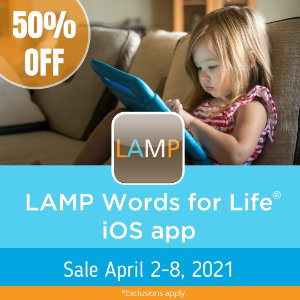 50%
OFF
LAMP
LAMP Words for Life®
iOS app
Sale April 2-8, 2021
*Exclusions apply